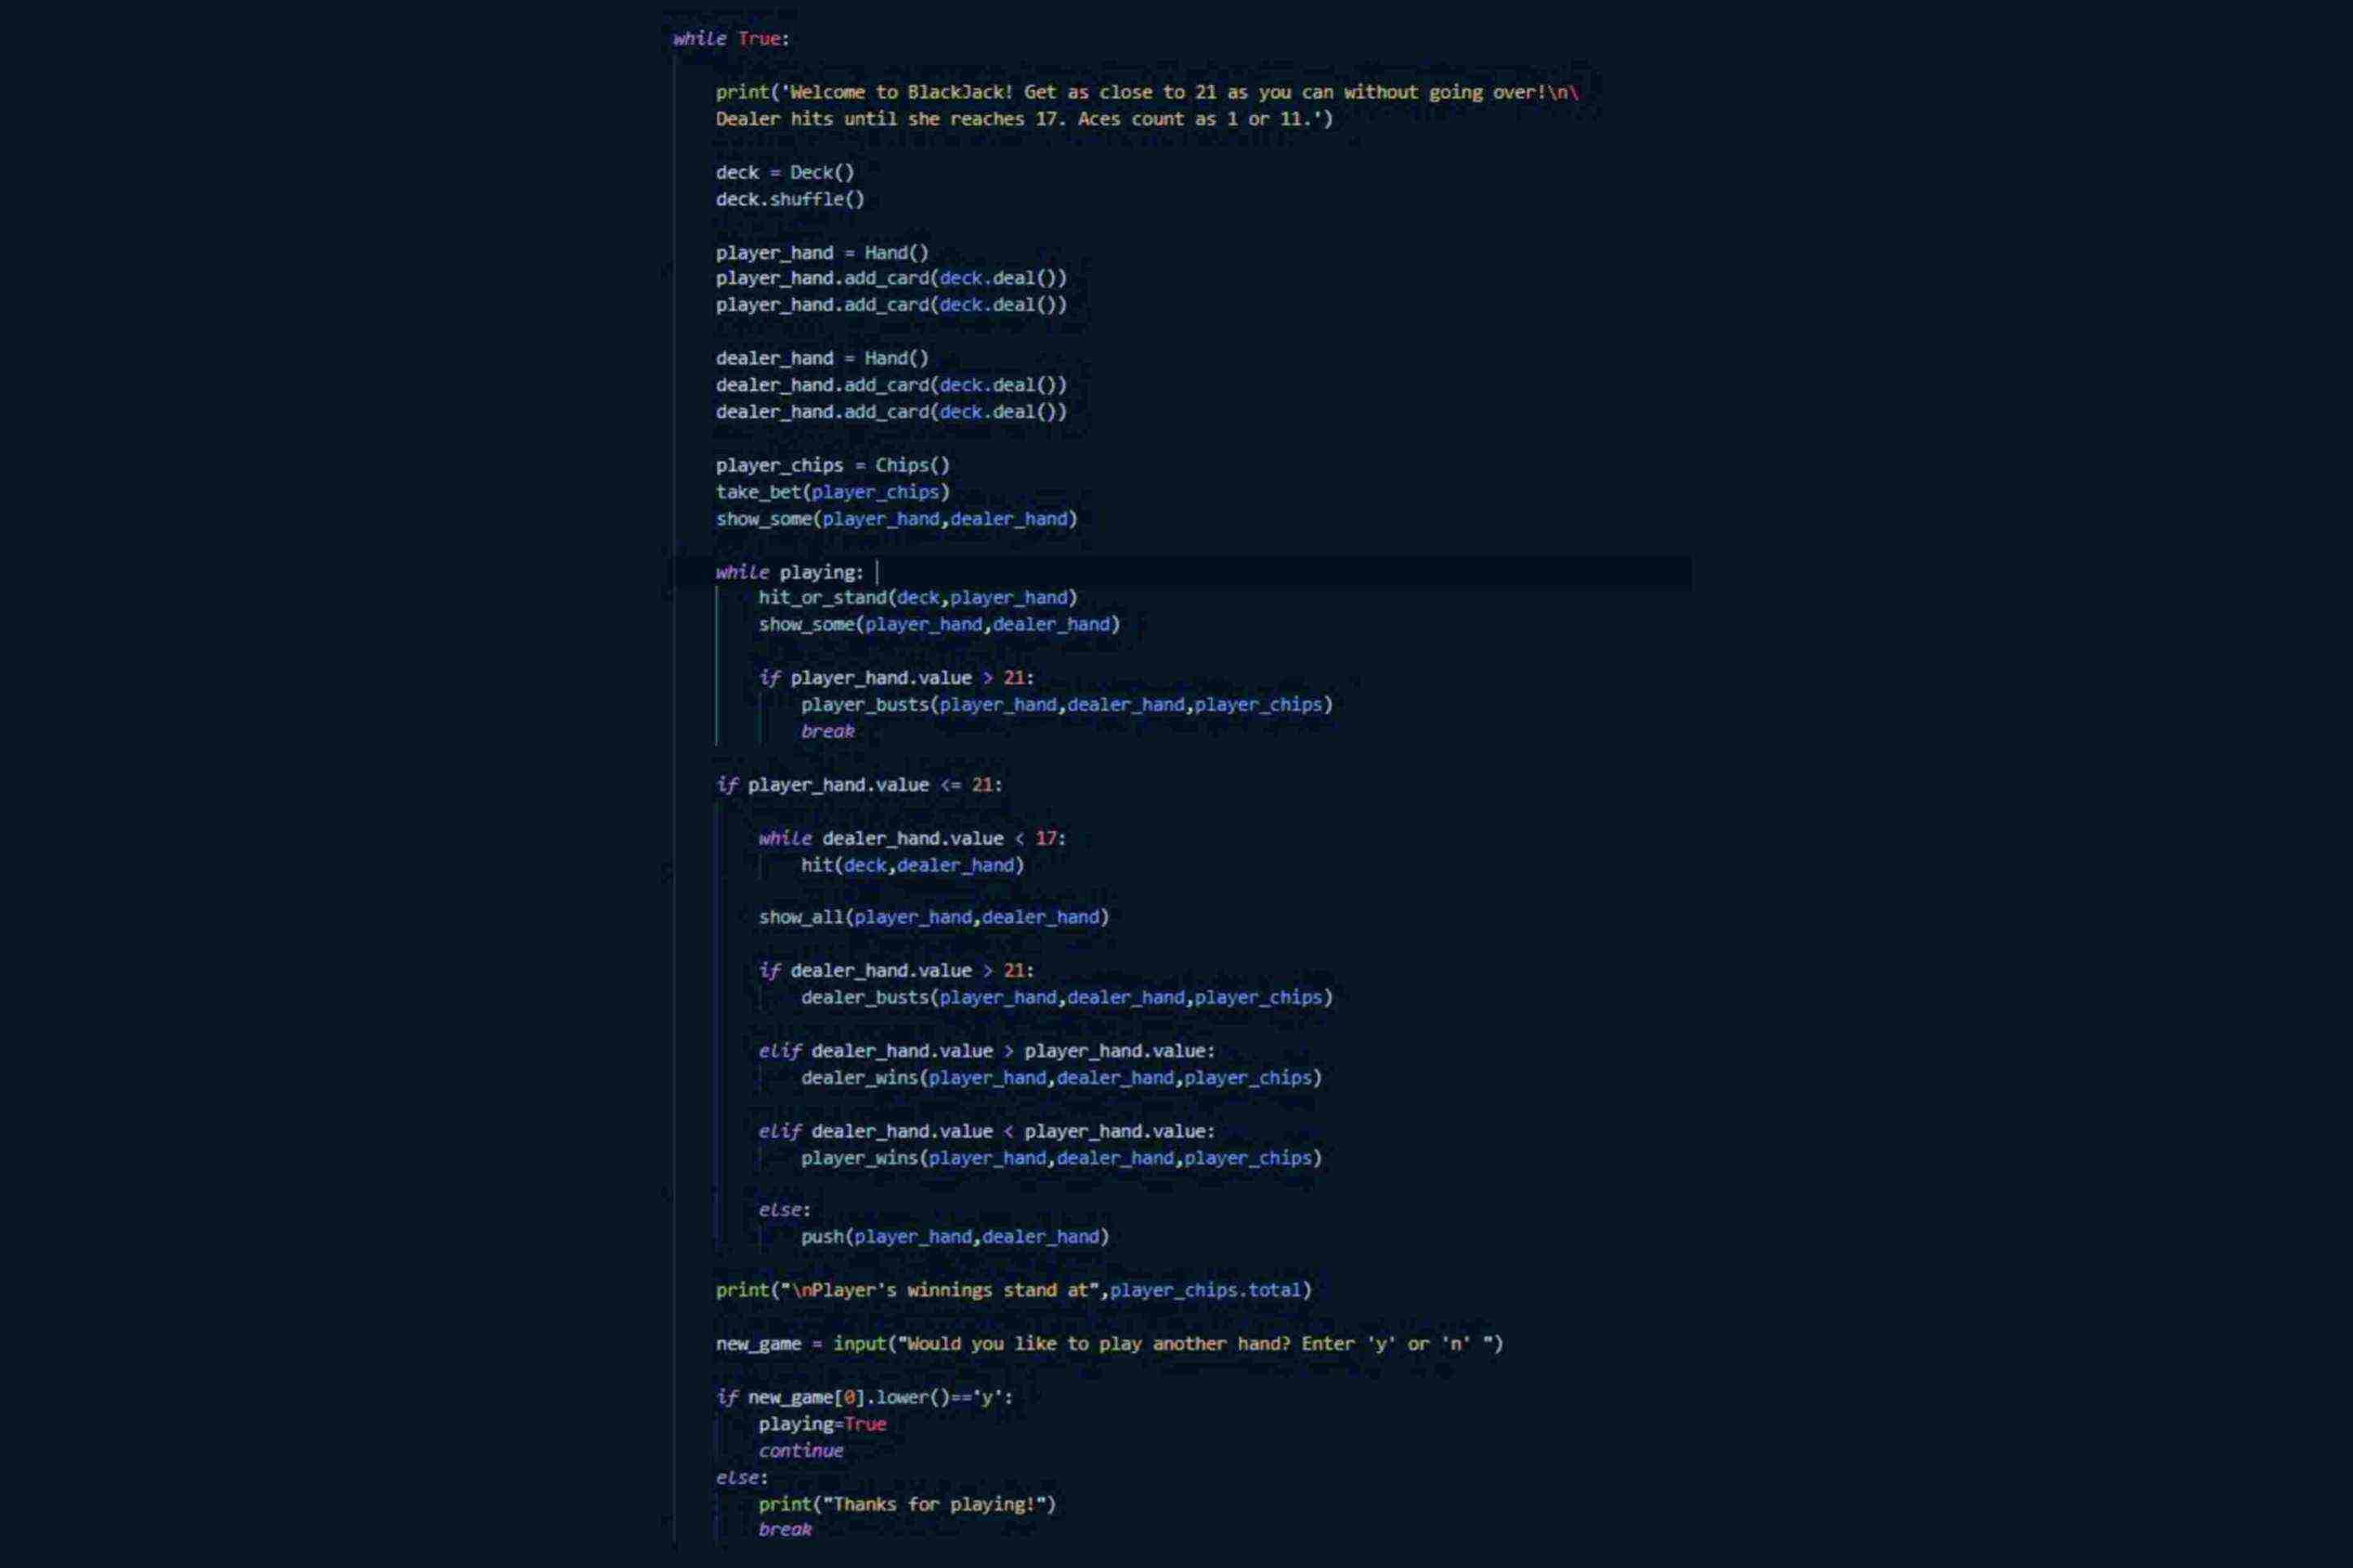 while True:
print('Welcome to BlackJack! Get as close to 21 as you can without going over!\n\
Dealer hits until she reaches 17. Aces count as 1 or 11.')
deck = Deck()
deck.shuffle()
player_hand = Hand()
player_hand.add_card(deck.deal())
player_hand.add_card(deck.deal())
dealer_hand = Hand()
dealer_hand.add_card(deck.deal())
dealer_hand.add_card(deck.deal())
player_chips = Chips()
take_bet(player_chips)
show_some(player_hand,dealer_hand)
while playing:
hit_or_stand(deck,player_hand)
show_some(player_hand,dealer_hand)
if player_hand.value > 21:
player_busts(player_hand,dealer_hand,player_chips)
break
if player_hand.value <= 21:
while dealer_hand.value < 17:
hit(deck,dealer_hand)
show_all(player_hand,dealer_hand)
if dealer_hand.value > 21:
dealer_busts(player_hand,dealer_hand,player_chips)
elif dealer_hand.value > player_hand.value:
dealer_wins(player_hand,dealer_hand,player_chips)
elif dealer_hand.value < player_hand.value:
player_wins(player_hand,dealer_hand,player_chips)
else:
push(player_hand,dealer_hand)
print("\nPlayer's winnings stand at",player_chips.total)
new_game = input("Would you like to play another hand? Enter 'y' or 'n' ")
if new_game[0].lower()=='y':
playing=True
continue
else:
print("Thanks for playing!")
break